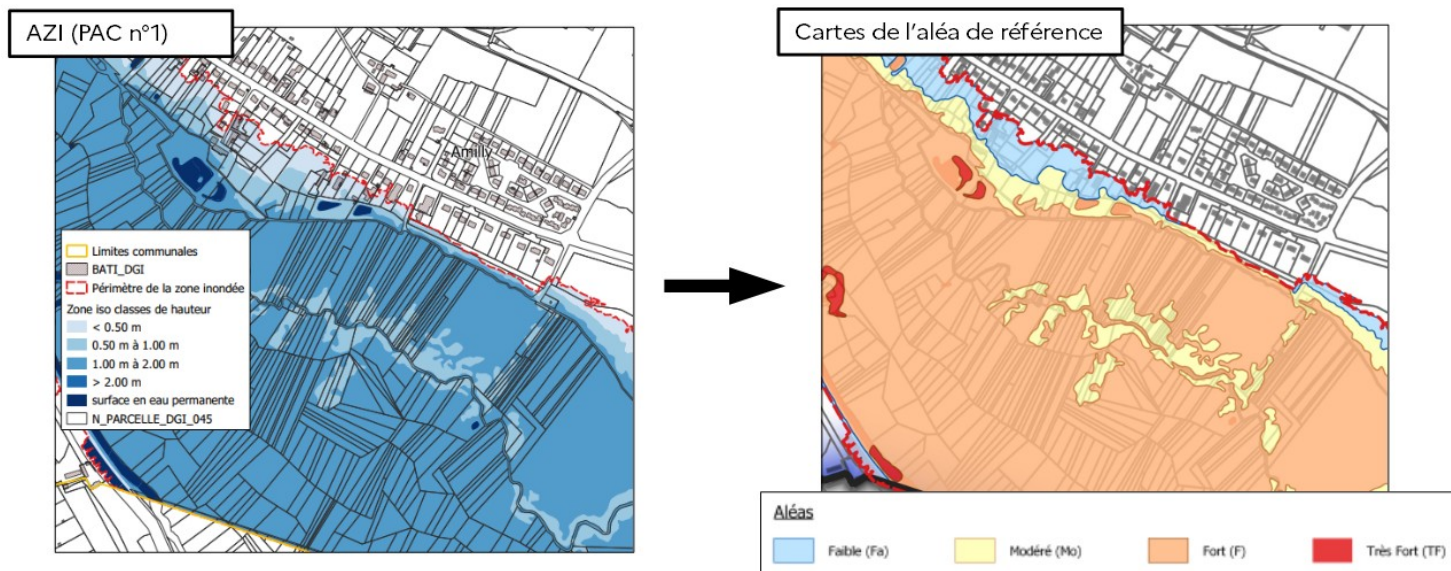 AZI (PAC n°1)
Amilly
Limites communales
BATI_DGI
Périmètre de la zone inondée
Zone iso classes de hauteur
< 0.50 m
0.50 m à 1.00 m
1.00 m à 2.00 m
> 2.00 m
surface en eau permanente
N_PARCELLE_DGI_045
Cartes de l'aléa de référence
Aléas
Faible (Fa)
Modéré (Mo)
Fort (F)
Très Fort (TF)